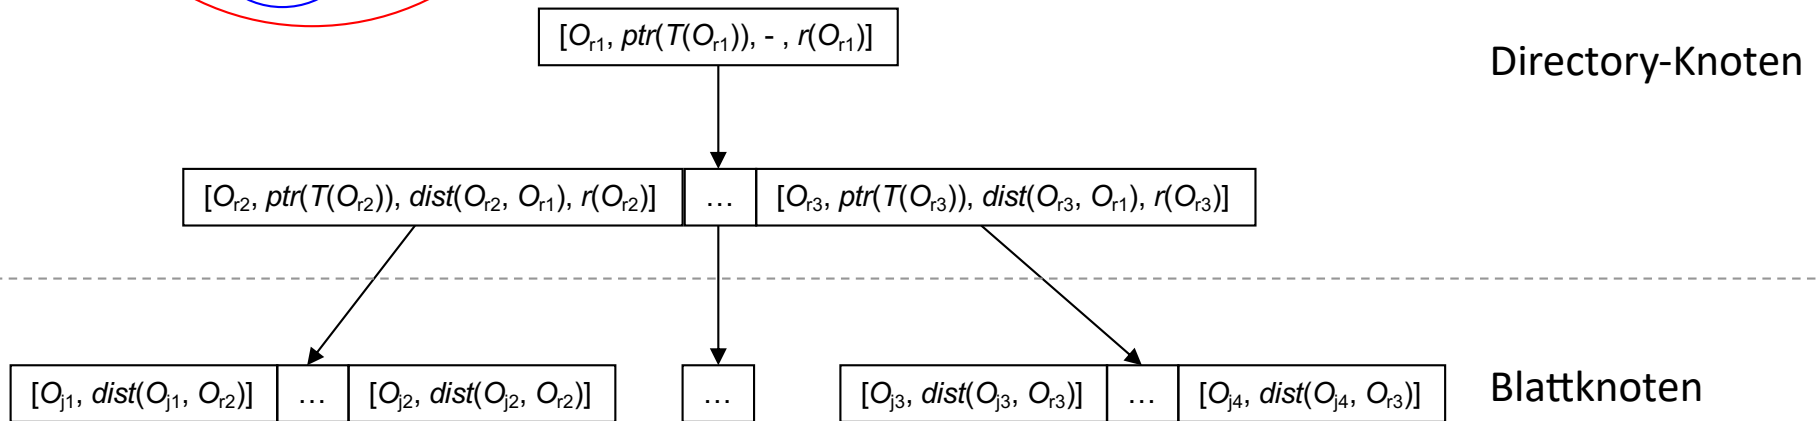 [Or1, ptr(T(Or1)), - , r(Or1)]
Directory-Knoten
[Or2, ptr(T(Or2)), dist(Or2, Or1), r(Or2)] … [Or3, ptr(T(Or3)), dist(Or3, Or1), r(Or3)]
[Oj1, dist(Oj1, Or2)] … [Oj2, dist(Oj2, Or2)] … [Oj3, dist(Oj3, Or3)] … [Oj4, dist(Oj4, Or3)]
Blattknoten